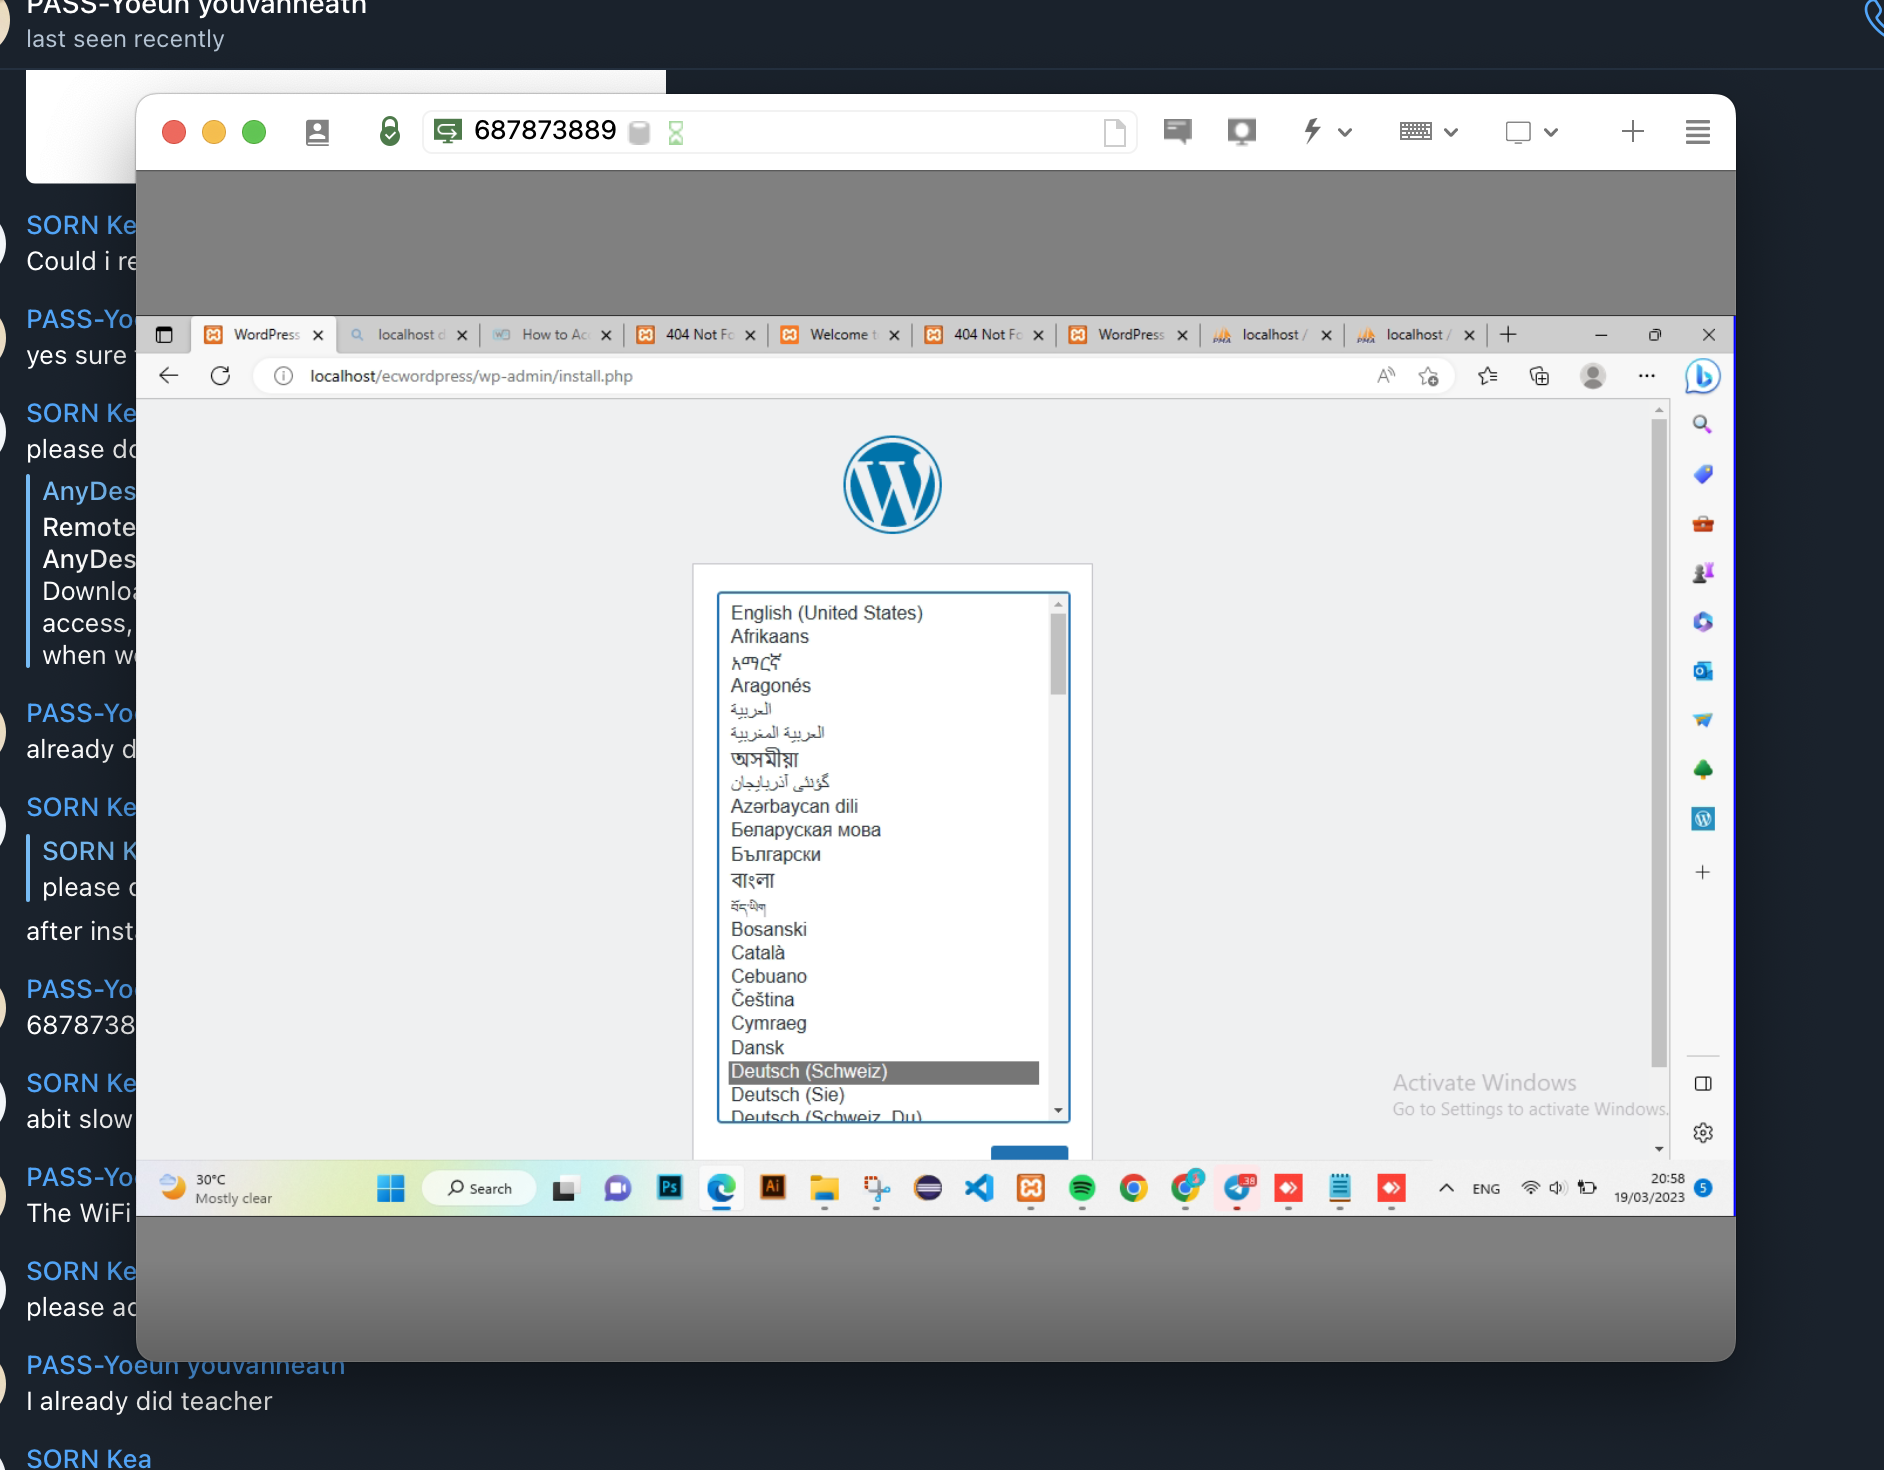 PASS-Yoeun youvanneath
last seen recently
687873889
SORN Ke
Could i re
PASS-Yo
yes sure
SORN Ke
please do
AnyDes
Remote
AnyDes
Downloa
access,
when we
PASS-Yo
already d
SORN Ke
SORN K
please d
after inst
PASS-Yo
6878738
SORN Ke
abit slow
PASS-Yo
The WiFi
SORN Ke
please ac
PASS-Yoeun youvanneath
I already did teacher
SORN Kea
WordPress
localhost d
How to Acc
404 Not Fo
Welcome t
404 Not Fo
WordPress
localhost /
localhost /
localhost/ecwordpress/wp-admin/install.php
English (United States)
Afrikaans
አማርኛ
Aragonés
العربية
العربية المغربية
অসমীয়া
گؤنئی آذربایجان
Azərbaycan dili
Беларуская мова
Български
বাংলা
བོད་ཡིག
Bosanski
Català
Cebuano
Čeština
Cymraeg
Dansk
Deutsch (Schweiz)
Deutsch (Sie)
Deutsch (Schweiz, Du)
Activate Windows
Go to Settings to activate Windows.
30°C
Mostly clear
Search
Ps
Ai
38
ENG
20:58
19/03/2023
5